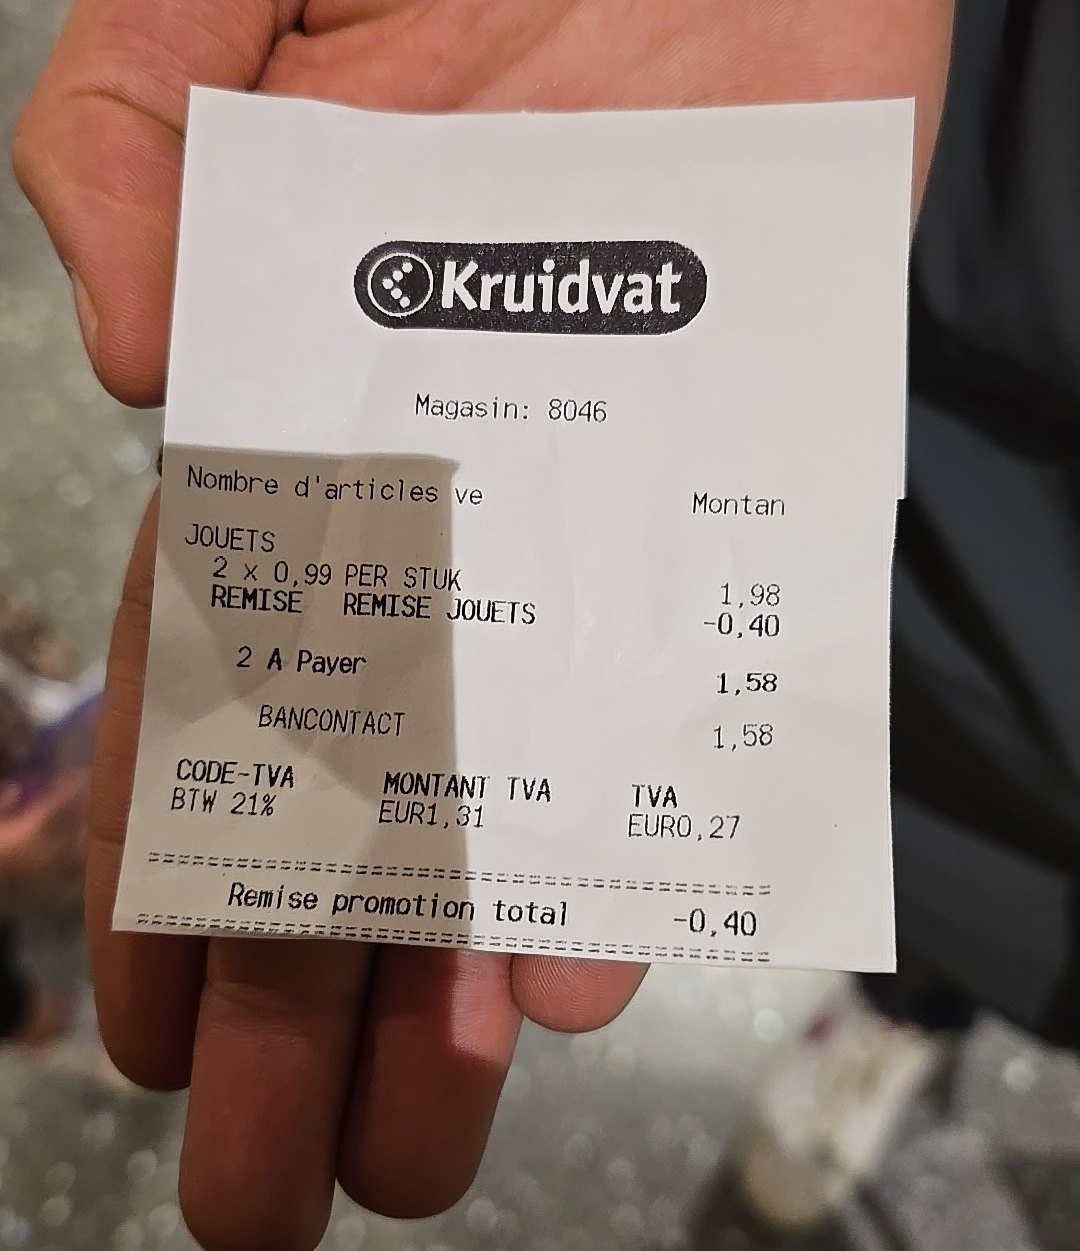 Kruidvat
Magasin: 8046
Nombre d'articles ve Montan
JOUETS
2 x 0,99 PER STUK 1,98
REMISE REMISE JOUETS -0,40
2 A Payer 1,58
BANCONTACT 1,58
CODE-TVA MONTANT TVA TVA
BTW 21% EUR1,31 EUR0,27
Remise promotion total -0,40